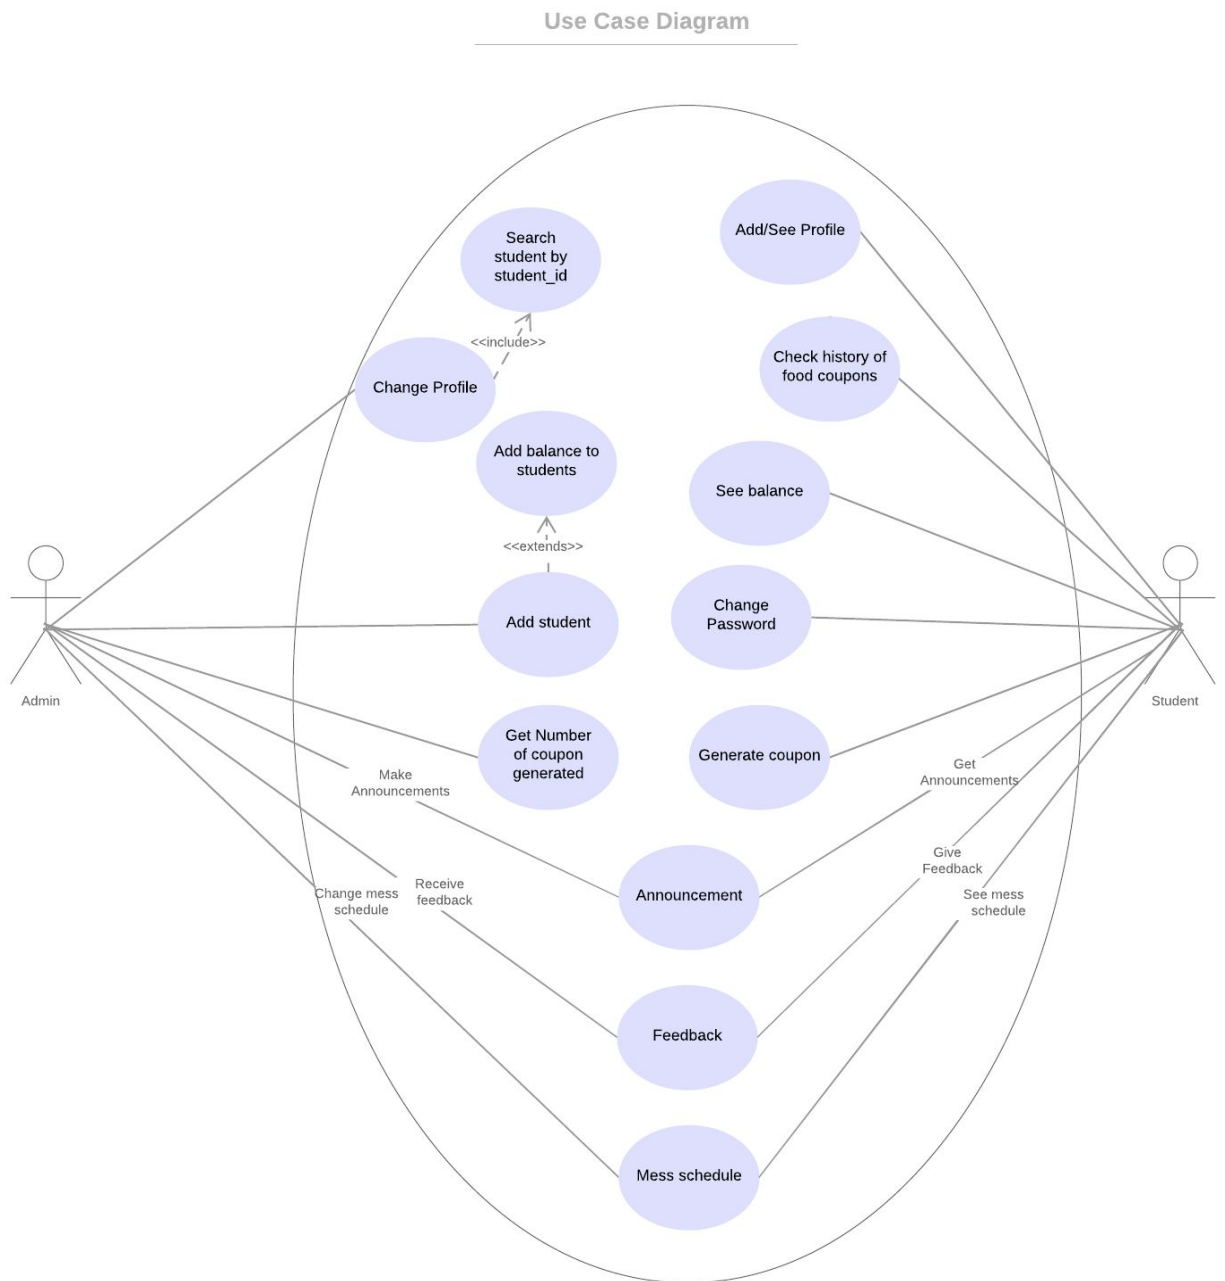 Use Case Diagram
Search
student by
student_id
Add/See Profile
<<include>>
Check history of
food coupons
Change Profile
Add balance to
students
See balance
<<extends>>
Add student
Change
Password
Admin
Student
Get Number
of coupon
generated
Generate coupon
Make
Announcements
Get
Announcements
Give
Feedback
Change mess
schedule
Receive
feedback
Announcement
See mess
schedule
Feedback
Mess schedule